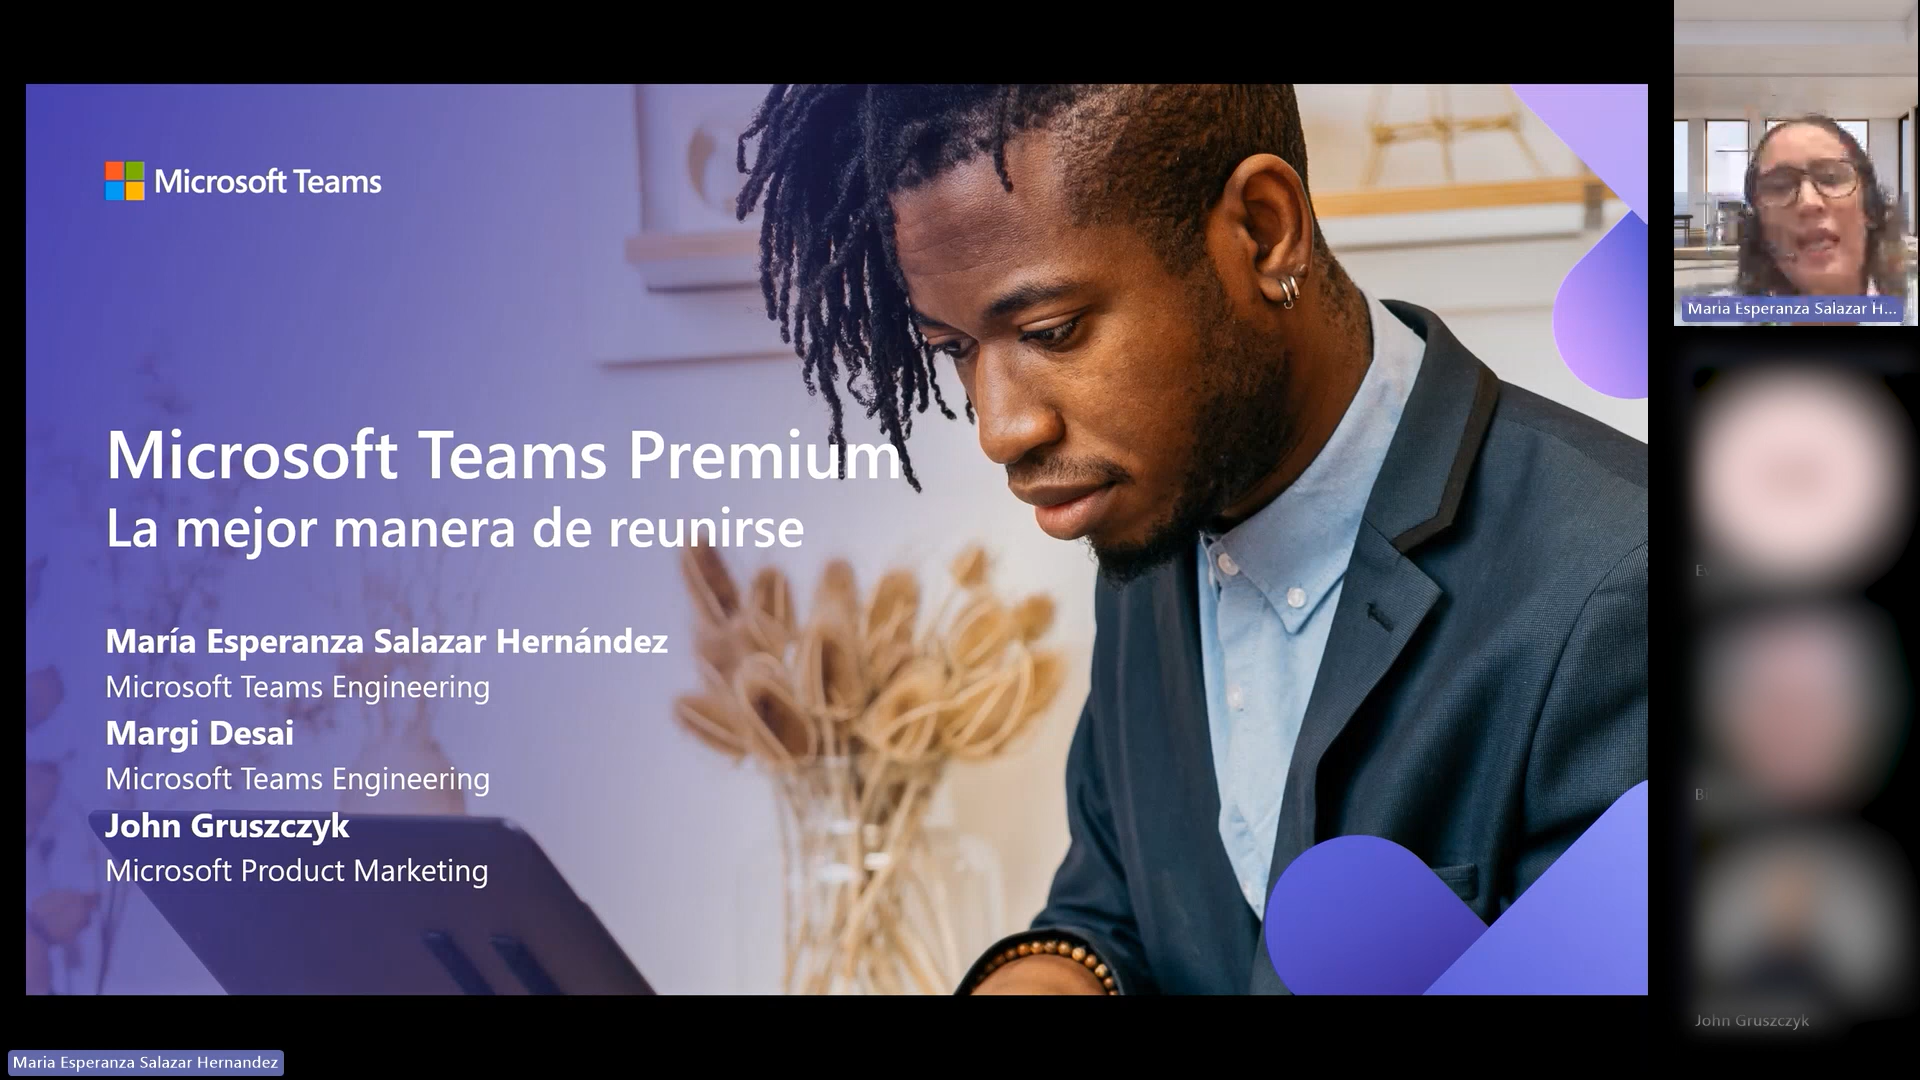 Microsoft Teams
Microsoft Teams Premium
La mejor manera de reunirse
María Esperanza Salazar Hernández
Microsoft Teams Engineering
Margi Desai
Microsoft Teams Engineering
John Gruszczyk
Microsoft Product Marketing
Maria Esperanza Salazar H...
John Gruszczyk
Maria Esperanza Salazar Hernandez